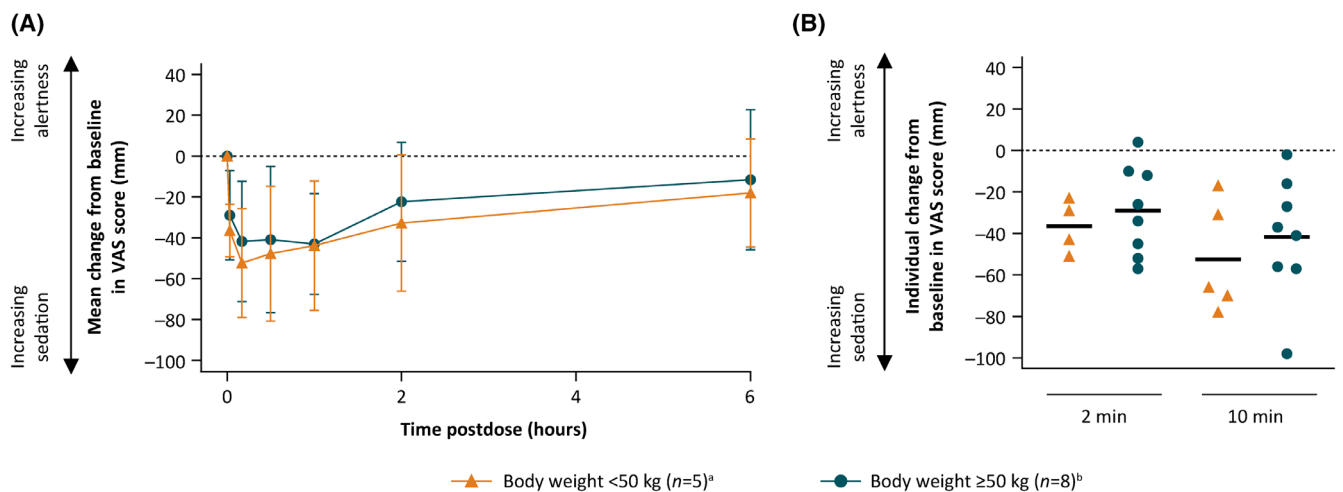 (A)
Increasing
alertness
Increasing
sedation
Mean change from baseline
in VAS score (mm)
40
20
0
−20
−40
−60
−80
−100
0
2
4
6
Time postdose (hours)
(B)
Increasing
alertness
Increasing
sedation
Individual change from
baseline in VAS score (mm)
40
20
0
−20
−40
−60
−80
−100
2 min
10 min
Body weight <50 kg (n=5)ᵃ
Body weight ≥50 kg (n=8)ᵇ